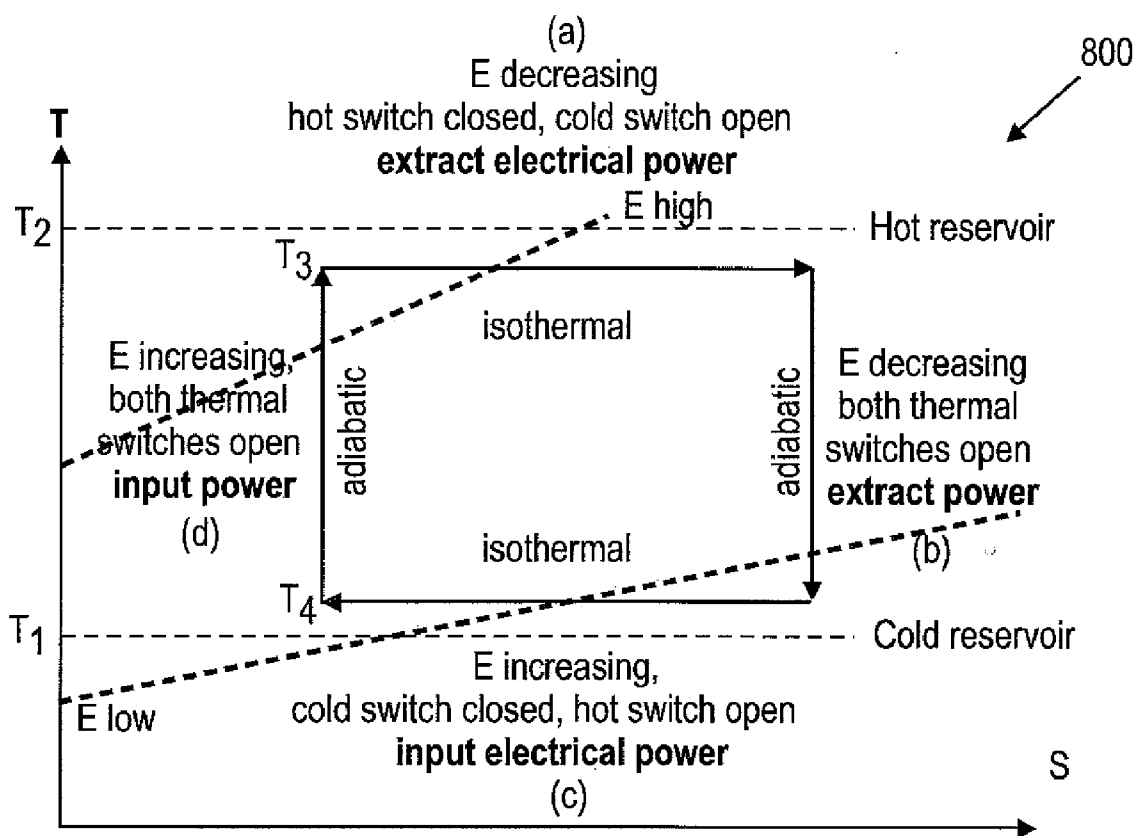 (a)
E decreasing
hot switch closed, cold switch open
extract electrical power
800
T
E high
T2
Hot reservoir
T3
isothermal
E increasing,
both thermal
switches open
input power
(d)
adiabatic
adiabatic
E decreasing
both thermal
switches open
extract power
(b)
isothermal
T4
T1
Cold reservoir
E low
E increasing,
cold switch closed, hot switch open
input electrical power
(c)
S